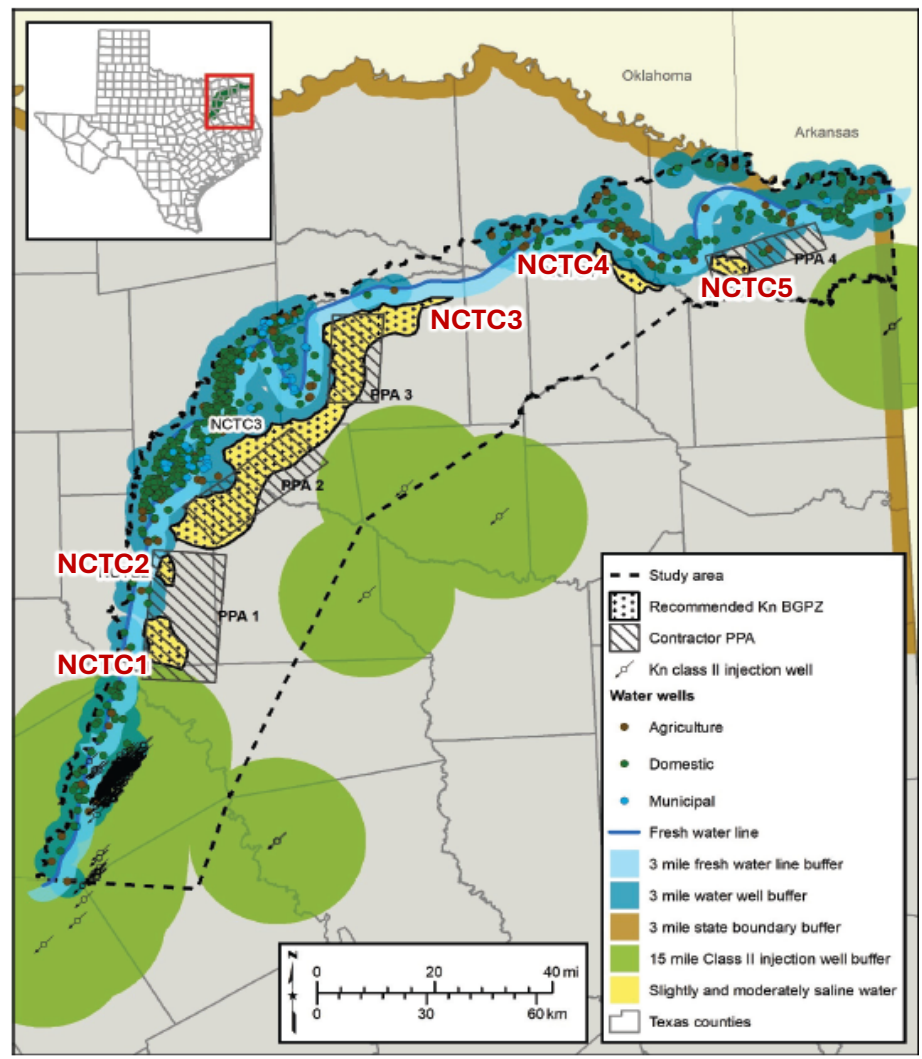 Oklahoma
Arkansas
NCTC4
PPA 4
NCTC5
NCTC3
PPA 3
NCTC3
PPA 2
NCTC2
PPA 1
NCTC1
Study area
Recommended Kn BGPZ
Contractor PPA
Kn class II injection well
Water wells
Agriculture
Domestic
Municipal
Fresh water line
3 mile fresh water line buffer
3 mile water well buffer
3 mile state boundary buffer
15 mile Class II injection well buffer
Slightly and moderately saline water
Texas counties
N
0 20 40 mi
0 30 60 km